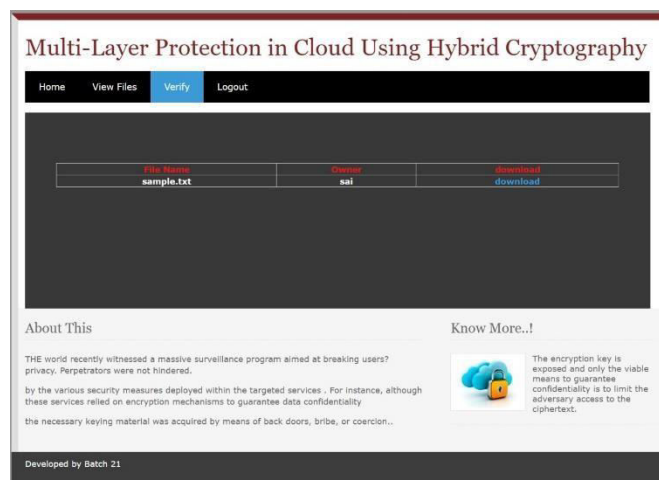 Multi-Layer Protection in Cloud Using Hybrid Cryptography
Home View Files Verify Logout
File Name Owner download
sample.txt sai download
About This
THE world recently witnessed a massive surveillance program aimed at breaking users?
privacy. Perpetrators were not hindered.
by the various security measures deployed within the targeted services . For instance, although
these services relied on encryption mechanisms to guarantee data confidentiality
the necessary keying material was acquired by means of back doors, bribe, or coercion..
Know More..!
The encryption key is
exposed and only the viable
means to guarantee
confidentiality is to limit the
adversary access to the
ciphertext.
Developed by Batch 21